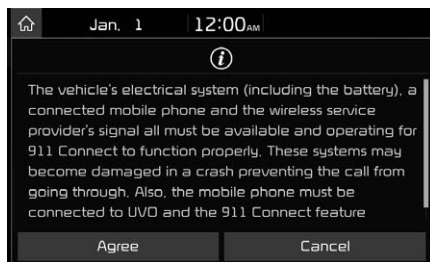 Jan. 1 12:00AM
The vehicle's electrical system (including the battery), a
connected mobile phone and the wireless service
provider's signal all must be available and operating for
911 Connect to function properly. These systems may
become damaged in a crash preventing the call from
going through. Also, the mobile phone must be
connected to UVO and the 911 Connect feature
Agree Cancel